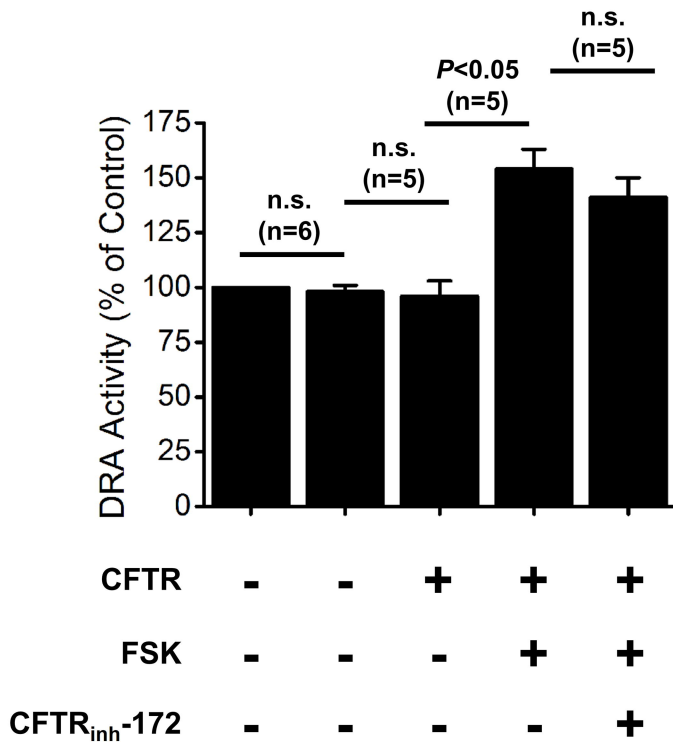 n.s.
(n=5)
P<0.05
(n=5)
n.s.
(n=5)
n.s.
(n=6)
DRA Activity (% of Control)
175
150
125
100
75
50
25
0
CFTR - - + + +
FSK - - - + +
CFTRinh-172 - - - - +